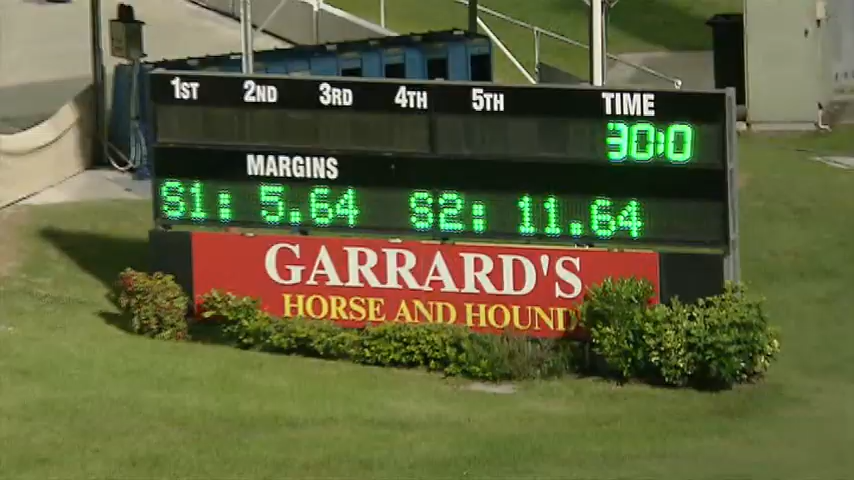 1ST 2ND 3RD 4TH 5TH TIME
30:0
MARGINS
S1: 5.64 S2: 11.64
GARRARD'S
HORSE AND HOUND